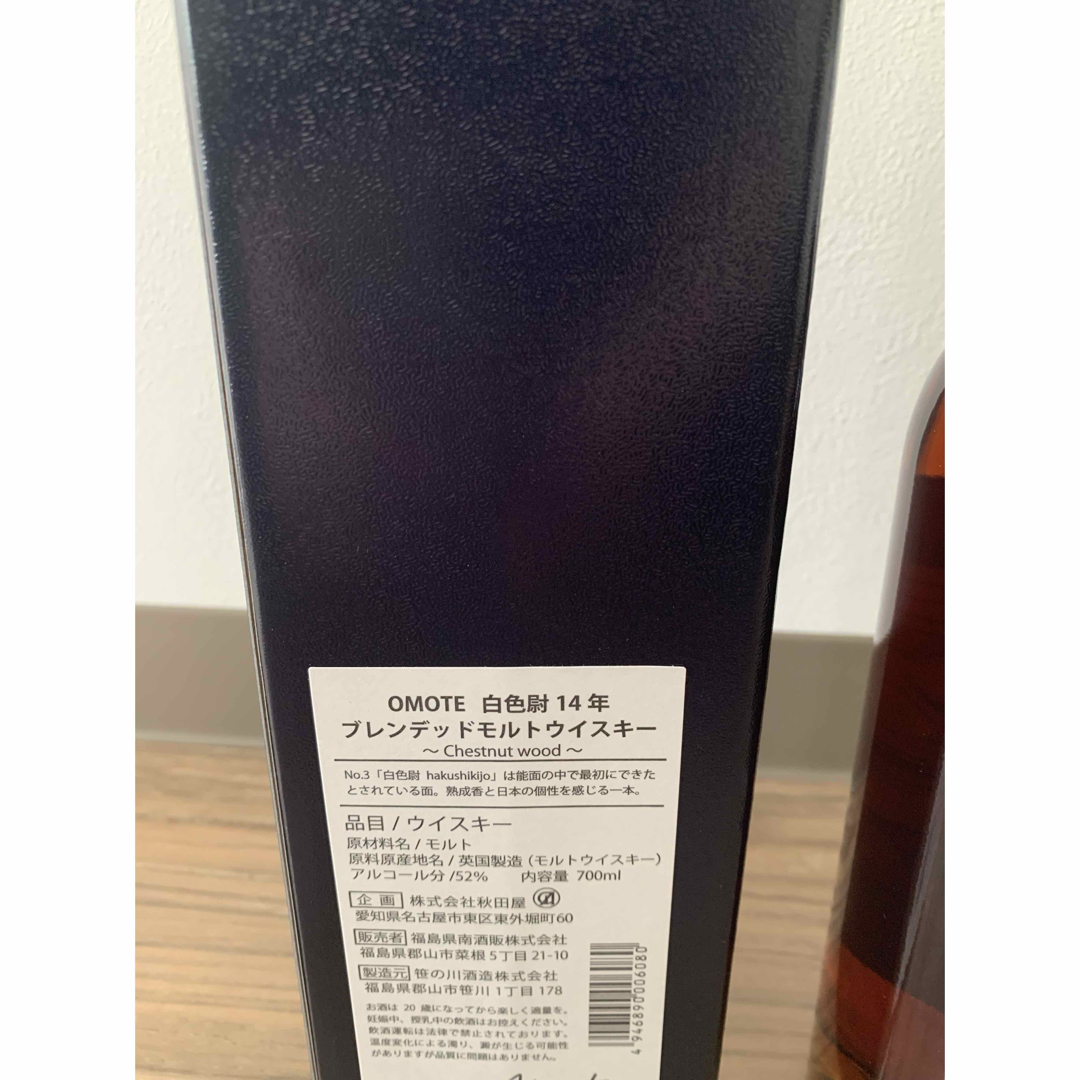 OMOTE 白色尉 14 年
ブレンデッドモルトウイスキー
～ Chestnut wood ～
No.3「白色尉 hakushikijo」は能面の中で最初にできた
とされている面。熟成香と日本の個性を感じる一本。
品目 / ウイスキー
原材料名 / モルト
原料原産地名 / 英国製造（モルトウイスキー）
アルコール分 /52%　内容量 700ml
企 画 株式会社秋田屋
愛知県名古屋市東区東外堀町60
販売者 福島県南酒販株式会社
福島県郡山市菜根 5 丁目 21-10
製造元 笹の川酒造株式会社
福島県郡山市笹川 1 丁目 178
お酒は 20 歳になってから楽しく適量を。
妊娠中、授乳中の飲酒はお控えください。
飲酒運転は法律で禁止されております。
温度変化による濁り、澱が生じる可能性
がありますが品質に問題はありません。
4 946890 006080